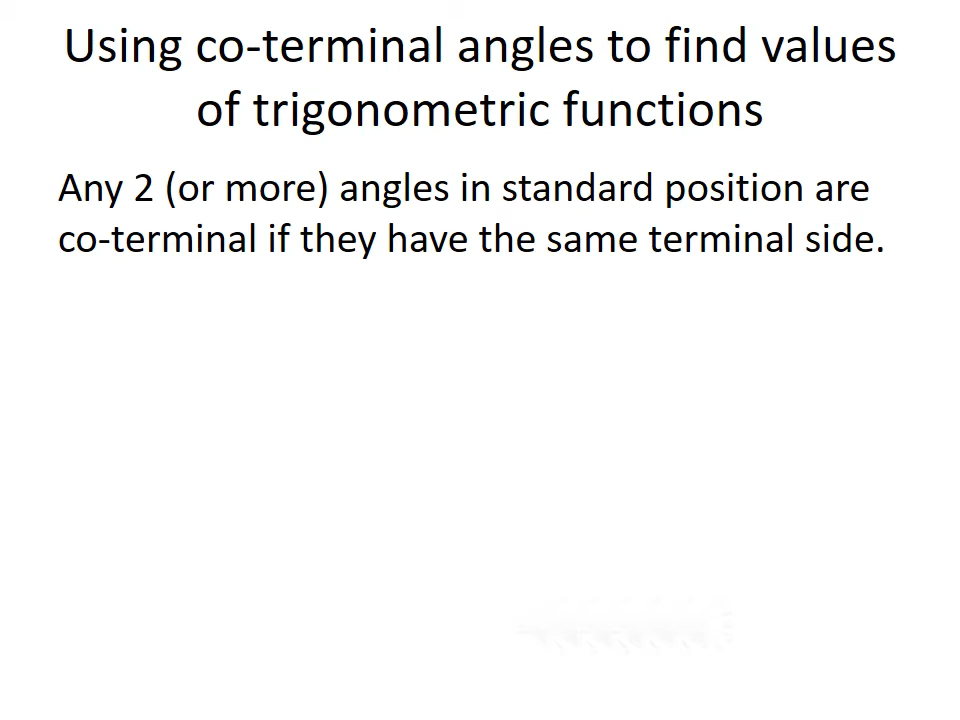 Using co-terminal angles to find values
of trigonometric functions
Any 2 (or more) angles in standard position are
co-terminal if they have the same terminal side.